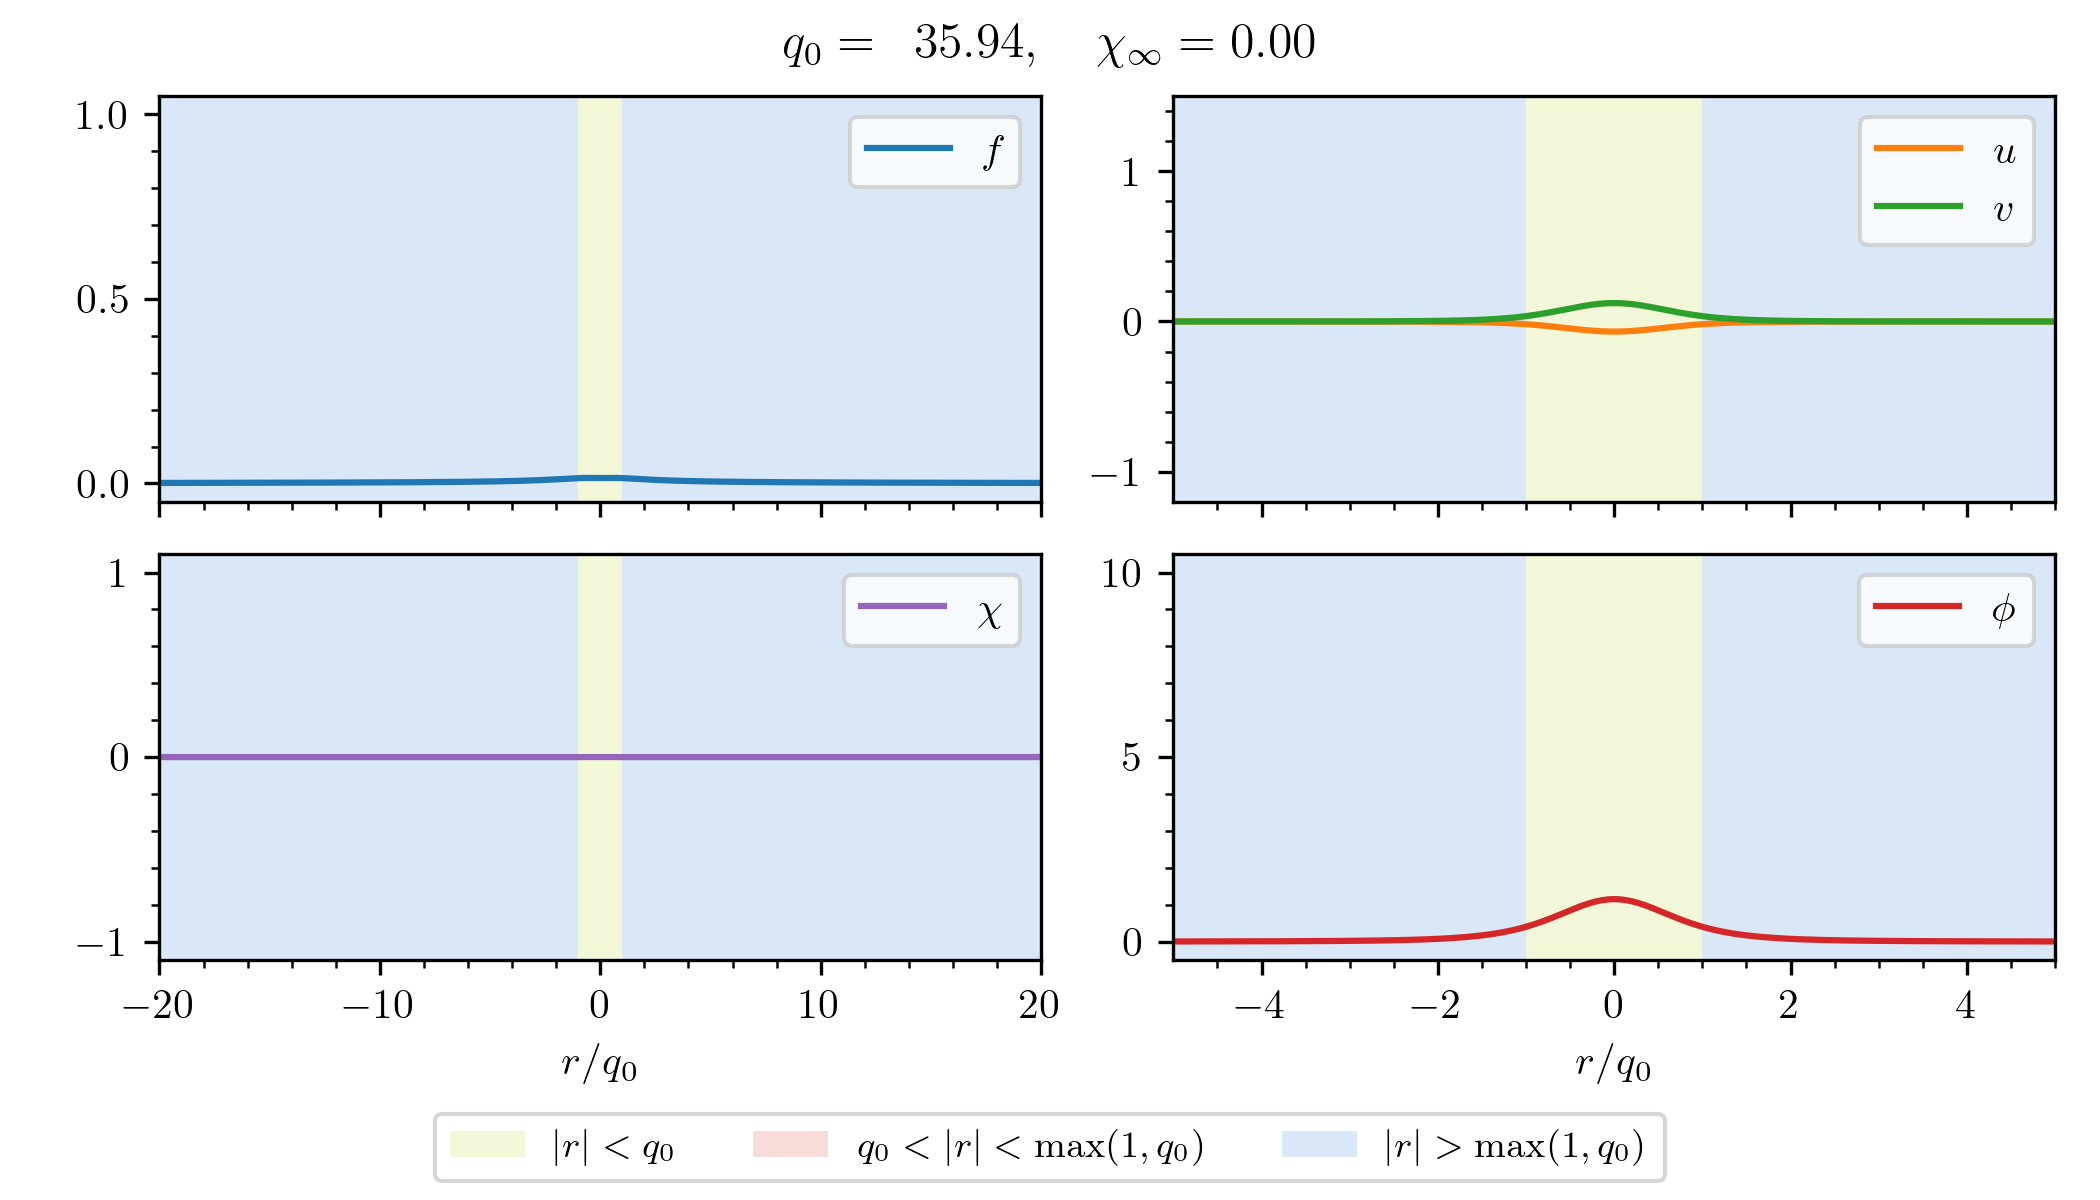 q₀ = 35.94, χ∞ = 0.00
1.0
0.5
0.0
f
1
0
−1
u
v
1
0
−1
χ
−20 −10 0 10 20
r/q₀
10
5
0
ϕ
−4 −2 0 2 4
r/q₀
|r| < q₀ q₀ < |r| < max(1, q₀) |r| > max(1, q₀)